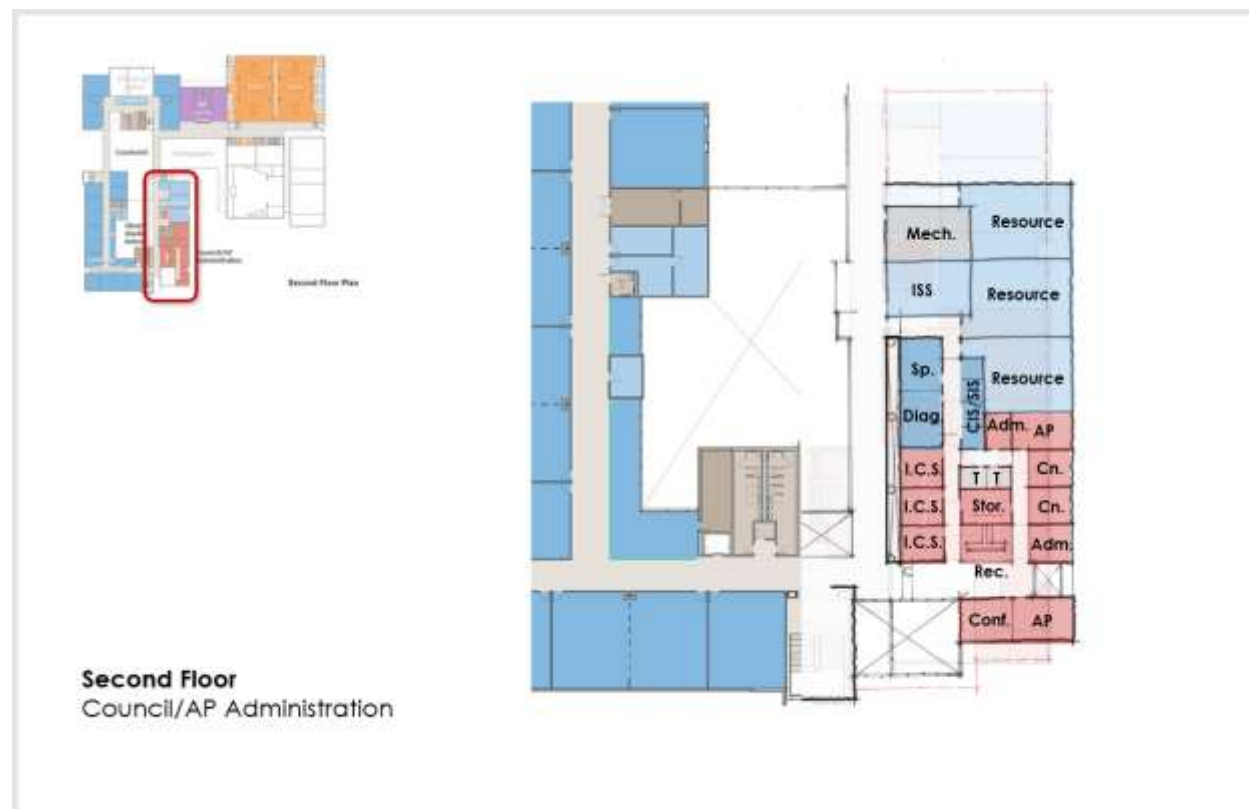 Second Floor Plan
Mech.
Resource
ISS
Resource
Sp.
Diag.
CIS/SIS
Resource
Adm.
AP
I.C.S.
T T
Cn.
I.C.S.
Stor.
Cn.
I.C.S.
Adm.
Rec.
Conf.
AP
Second Floor
Council/AP Administration